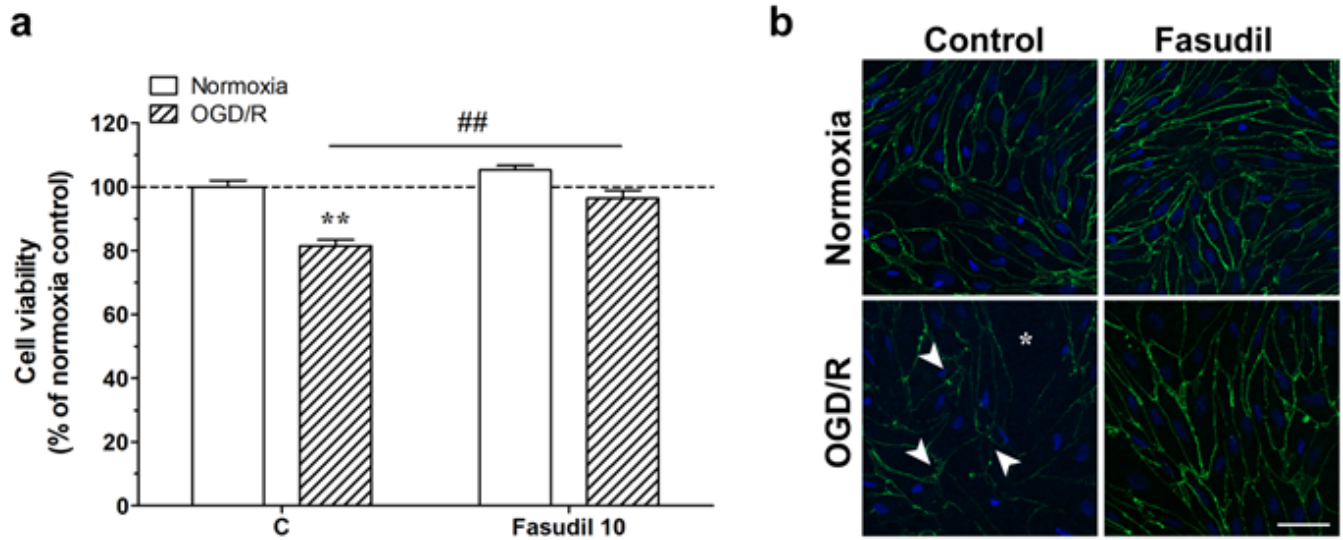 a
Normoxia
OGD/R
##
**
120
100
80
60
40
20
0
Cell viability
(% of normoxia control)
C
Fasudil 10
b
Control
Fasudil
Normoxia
OGD/R
*